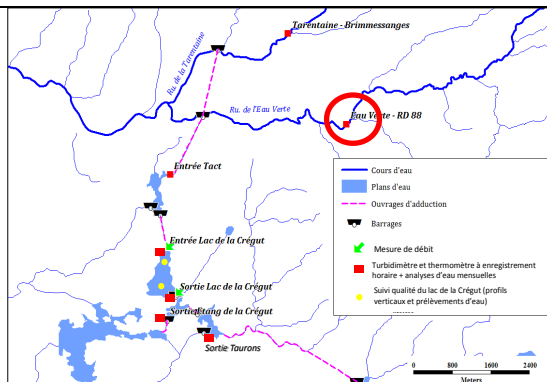 Tarentaine - Brimmessanges
Ru. de la Tarentaine
Ru. de l'Eau Verte
Eau Verte - RD 88
Entrée Tact
Entrée Lac de la Crégut
Sortie Lac de la Crégut
Sortie Etang de la Crégut
Sortie Taurons
Cours d'eau
Plans d'eau
Ouvrages d'adduction
Barrages
Mesure de débit
Turbidimètre et thermomètre à enregistrement
horaire + analyses d'eau mensuelles
Suivi qualité du lac de la Crégut (profils
verticaux et prélèvements d'eau)
0 800 1600 2400
Meters